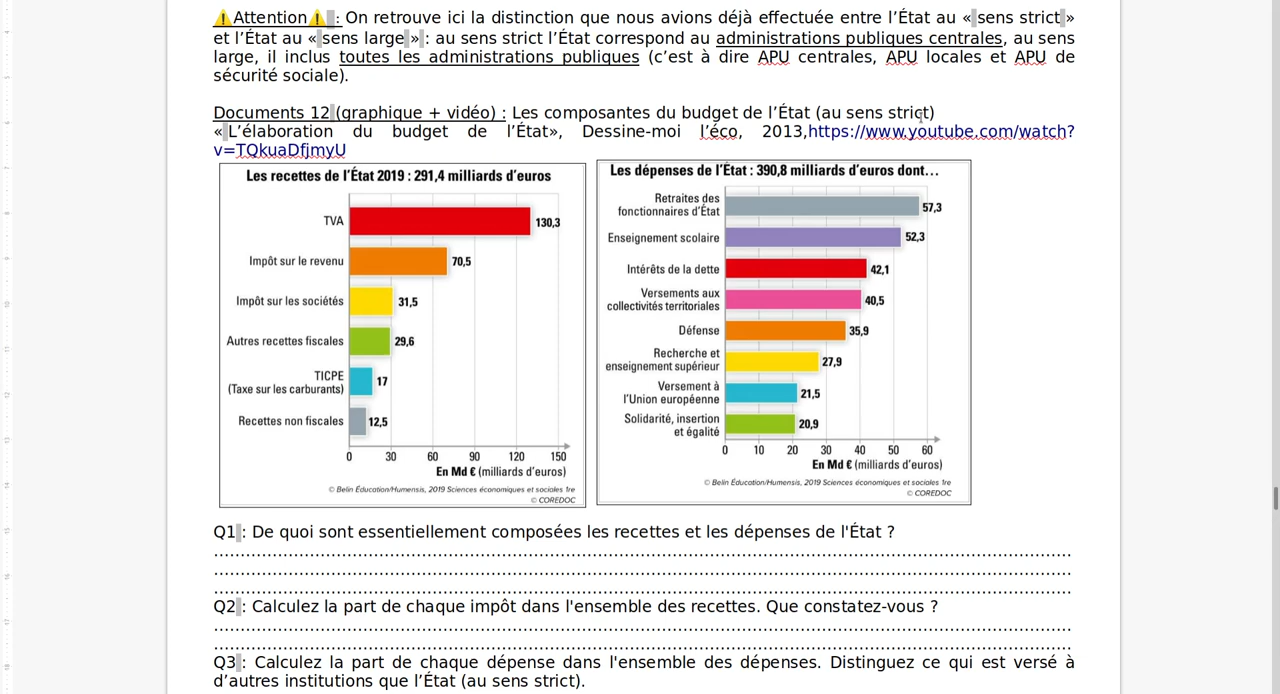 ⚠Attention⚠ : On retrouve ici la distinction que nous avions déjà effectuée entre l’État au « sens strict »
et l’État au « sens large » : au sens strict l’État correspond au administrations publiques centrales, au sens
large, il inclus toutes les administrations publiques (c’est à dire APU centrales, APU locales et APU de
sécurité sociale).
Documents 12 (graphique + vidéo) : Les composantes du budget de l’État (au sens strict)
« L’élaboration du budget de l’État», Dessine-moi l’éco, 2013,https://www.youtube.com/watch?
v=TQkuaDfjmyU
Les recettes de l’État 2019 : 291,4 milliards d’euros
TVA 130,3
Impôt sur le revenu 70,5
Impôt sur les sociétés 31,5
Autres recettes fiscales 29,6
TICPE
(Taxe sur les carburants) 17
Recettes non fiscales 12,5
0 30 60 90 120 150
En Md € (milliards d’euros)
© Belin Éducation/Humensis, 2019 Sciences économiques et sociales 1re
© COREDOC
Les dépenses de l’État : 390,8 milliards d’euros dont…
Retraites des
fonctionnaires d’État 57,3
Enseignement scolaire 52,3
Intérêts de la dette 42,1
Versements aux
collectivités territoriales 40,5
Défense 35,9
Recherche et
enseignement supérieur 27,9
Versement à
l’Union européenne 21,5
Solidarité, insertion
et égalité 20,9
0 10 20 30 40 50 60
En Md € (milliards d’euros)
© Belin Éducation/Humensis, 2019 Sciences économiques et sociales 1re
© COREDOC
Q1 : De quoi sont essentiellement composées les recettes et les dépenses de l'État ?
Q2 : Calculez la part de chaque impôt dans l'ensemble des recettes. Que constatez-vous ?
Q3 : Calculez la part de chaque dépense dans l'ensemble des dépenses. Distinguez ce qui est versé à
d’autres institutions que l’État (au sens strict).